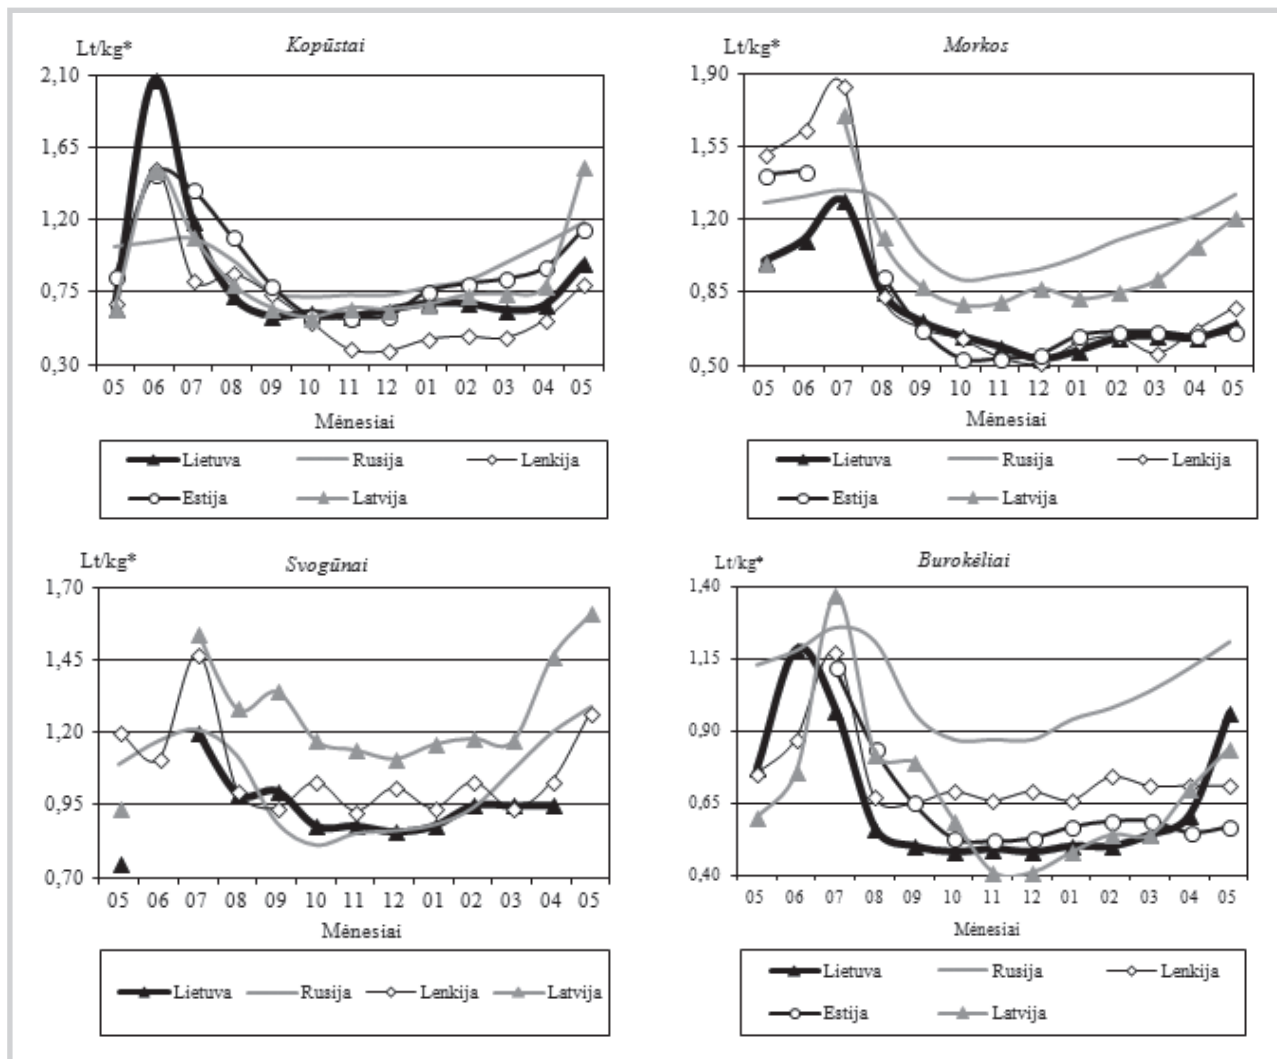 Lt/kg*
Kopūstai
2,10
1,65
1,20
0,75
0,30
05 06 07 08 09 10 11 12 01 02 03 04 05
Mėnesiai
Lietuva Rusija Lenkija
Estija Latvija
Lt/kg*
Morkos
1,90
1,55
1,20
0,85
0,50
05 06 07 08 09 10 11 12 01 02 03 04 05
Mėnesiai
Lietuva Rusija Lenkija
Estija Latvija
Lt/kg*
Svogūnai
1,70
1,45
1,20
0,95
0,70
05 06 07 08 09 10 11 12 01 02 03 04 05
Mėnesiai
Lietuva Rusija Lenkija Latvija
Lt/kg*
Burokėliai
1,40
1,15
0,90
0,65
0,40
05 06 07 08 09 10 11 12 01 02 03 04 05
Mėnesiai
Lietuva Rusija Lenkija
Estija Latvija